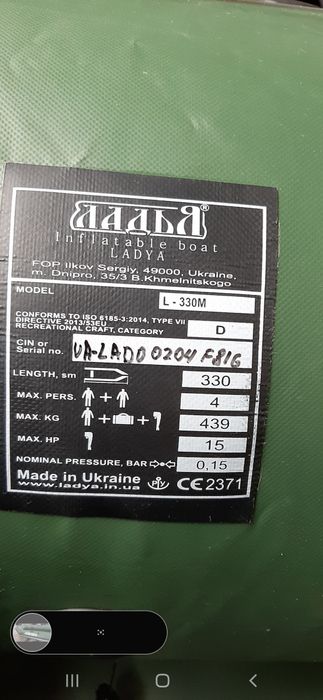 ЛАДЬЯ®
Inflatable boat
LADYA
FOP Ilkov Sergiy, 49000, Ukraine,
m. Dnipro, 35/3 B.Khmelnitskogo
MODEL L - 330M
CONFORMS TO ISO 6185-3:2014, TYPE VII
DIRECTIVE 2013/53EU
RECREATIONAL CRAFT, CATEGORY D
CIN or
Serial no. UA-LAD00204F816
LENGTH, sm 330
MAX. PERS. + 4
MAX. KG + + 439
MAX. HP 15
NOMINAL PRESSURE, BAR 0,15
Made in Ukraine
www.ladya.in.ua CE 2371